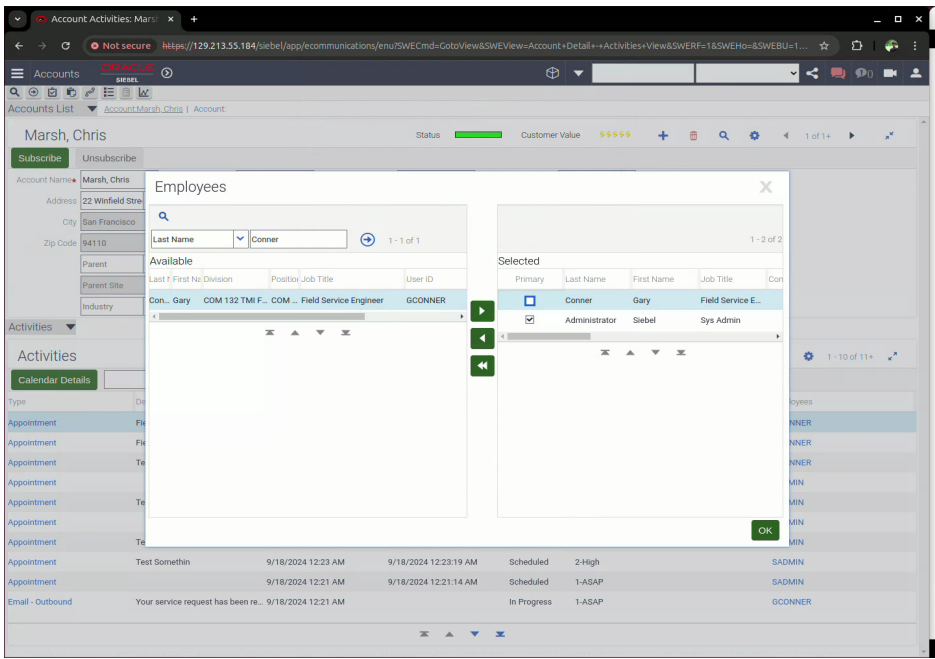 Account Activities: Mars
Not secure https://129.213.55.184/siebel/app/ecommunications/enu?SWECmd=GotoView&SWEView=Account+Detail+-+Activities+View&SWERF=1&SWEHo=&SWEBU=1...
Accounts ORACLE SIEBEL
Accounts List Account:Marsh, Chris | Account
Marsh, Chris Status Customer Value $$$$$ 1 of 1+
Subscribe Unsubscribe
Account Name Marsh, Chris
Address 22 Winfield Stre
City San Francisco
Zip Code 94110
Parent
Parent Site
Industry
Employees X
Last Name Conner 1 - 1 of 1 1 - 2 of 2
Available Selected
Last N First Na Division Position Job Title User ID Primary Last Name First Name Job Title Con
Con... Gary COM 132 TMI F... COM ... Field Service Engineer GCONNER Conner Gary Field Service E...
Administrator Siebel Sys Admin
OK
Activities
Activities 1 - 10 of 11+
Calendar Details
Type De loyees
Appointment Fie NNER
Appointment Fie NNER
Appointment Te NNER
Appointment MIN
Appointment Te MIN
Appointment MIN
Appointment Te MIN
Appointment Test Somethin 9/18/2024 12:23 AM 9/18/2024 12:23:19 AM Scheduled 2-High SADMIN
Appointment 9/18/2024 12:21 AM 9/18/2024 12:21:14 AM Scheduled 1-ASAP SADMIN
Email - Outbound Your service request has been re... 9/18/2024 12:21 AM In Progress 1-ASAP GCONNER